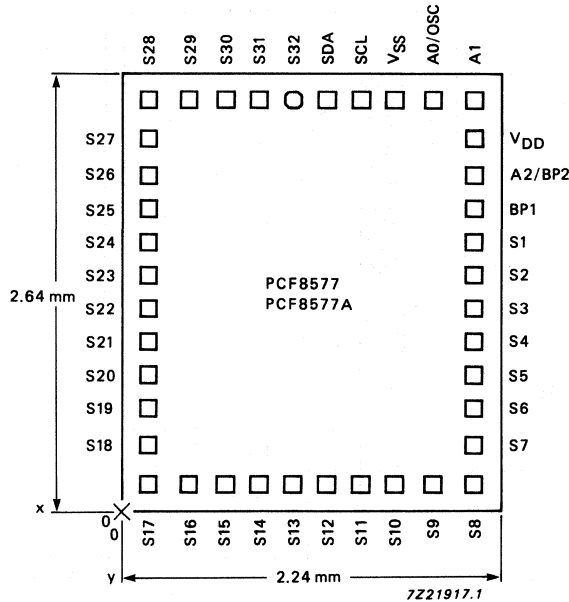 S28 S29 S30 S31 S32 SDA SCL VSS A0/OSC A1
S27 VDD
S26 A2/BP2
S25 BP1
S24 S1
S23 S2
PCF8577
2.64 mm
PCF8577A
S22 S3
S21 S4
S20 S5
S19 S6
S18 S7
x
0
0
S17 S16 S15 S14 S13 S12 S11 S10 S9 S8
y
2.24 mm
7Z21917.1